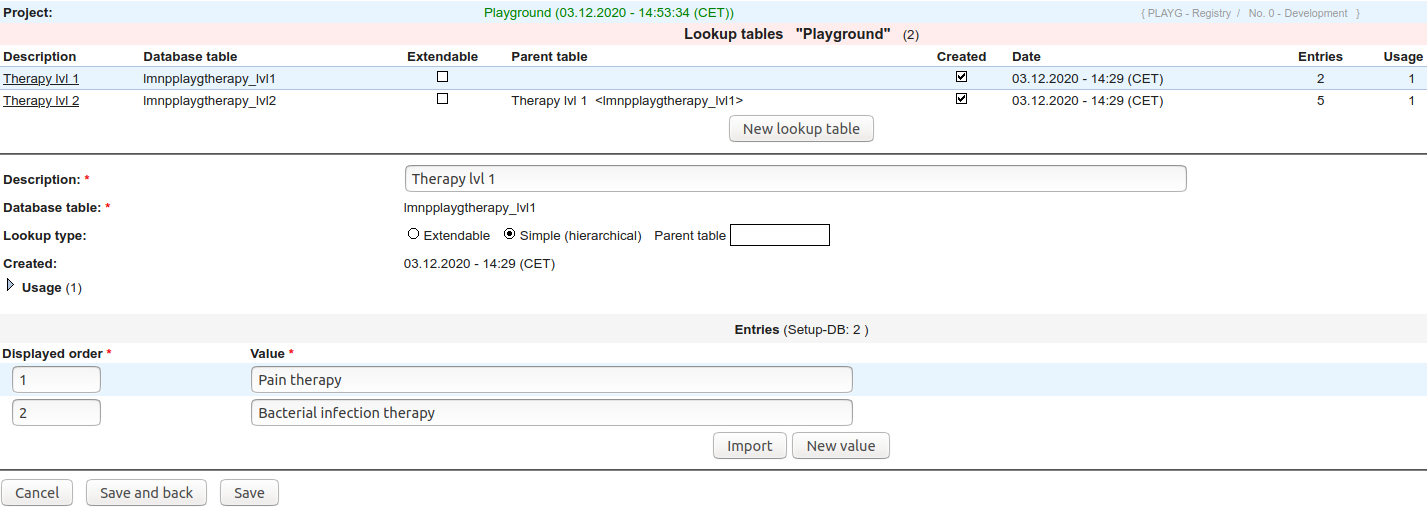 Project: Playground (03.12.2020 - 14:53:34 (CET)) { PLAYG - Registry / No. 0 - Development }
Lookup tables "Playground" (2)
Description Database table Extendable Parent table Created Date Entries Usage
Therapy lvl 1 lmnpplaygtherapy_lvl1 03.12.2020 - 14:29 (CET) 2 1
Therapy lvl 2 lmnpplaygtherapy_lvl2 Therapy lvl 1 <lmnpplaygtherapy_lvl1> 03.12.2020 - 14:29 (CET) 5 1
New lookup table
Description: * Therapy lvl 1
Database table: * lmnpplaygtherapy_lvl1
Lookup type: Extendable Simple (hierarchical) Parent table
Created: 03.12.2020 - 14:29 (CET)
Usage (1)
Entries (Setup-DB: 2 )
Displayed order * Value *
1 Pain therapy
2 Bacterial infection therapy
Import New value
Cancel Save and back Save